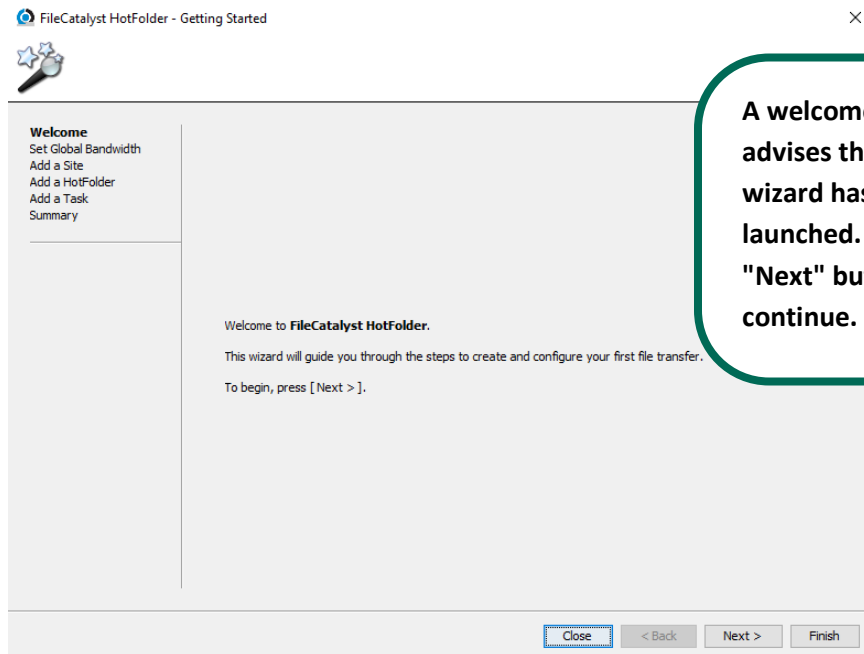 FileCatalyst HotFolder - Getting Started
Welcome
Set Global Bandwidth
Add a Site
Add a HotFolder
Add a Task
Summary
Welcome to FileCatalyst HotFolder.
This wizard will guide you through the steps to create and configure your first file transfer.
To begin, press [ Next > ].
Close
< Back
Next >
Finish
A welcome
advises th
wizard has
launched.
"Next" bu
continue.